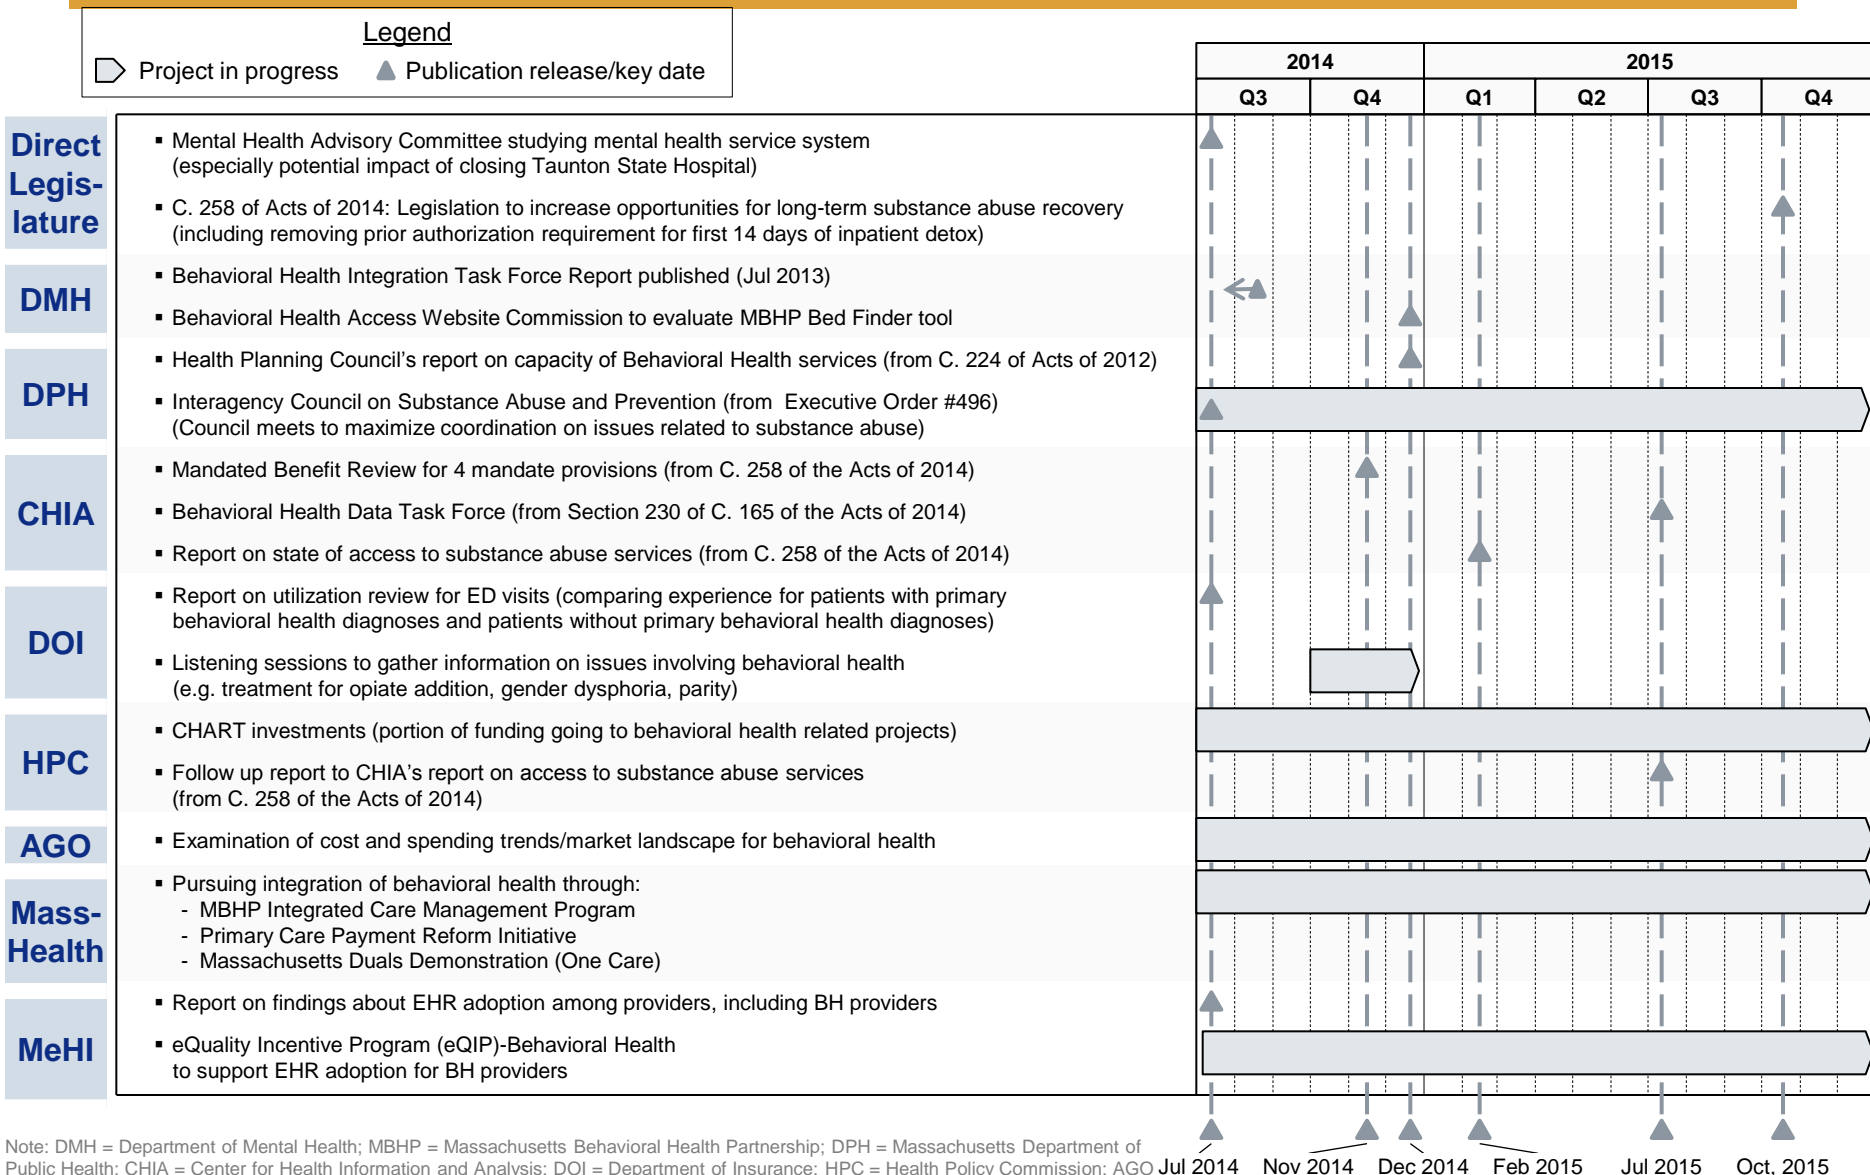 Legend
Project in progress
Publication release/key date
2014
2015
Q3
Q4
Q1
Q2
Q3
Q4
Direct
Legis-
lature
▪ Mental Health Advisory Committee studying mental health service system
(especially potential impact of closing Taunton State Hospital)
▪ C. 258 of Acts of 2014: Legislation to increase opportunities for long-term substance abuse recovery
(including removing prior authorization requirement for first 14 days of inpatient detox)
DMH
▪ Behavioral Health Integration Task Force Report published (Jul 2013)
▪ Behavioral Health Access Website Commission to evaluate MBHP Bed Finder tool
DPH
▪ Health Planning Council’s report on capacity of Behavioral Health services (from C. 224 of Acts of 2012)
▪ Interagency Council on Substance Abuse and Prevention (from Executive Order #496)
(Council meets to maximize coordination on issues related to substance abuse)
CHIA
▪ Mandated Benefit Review for 4 mandate provisions (from C. 258 of the Acts of 2014)
▪ Behavioral Health Data Task Force (from Section 230 of C. 165 of the Acts of 2014)
▪ Report on state of access to substance abuse services (from C. 258 of the Acts of 2014)
DOI
▪ Report on utilization review for ED visits (comparing experience for patients with primary
behavioral health diagnoses and patients without primary behavioral health diagnoses)
▪ Listening sessions to gather information on issues involving behavioral health
(e.g. treatment for opiate addition, gender dysphoria, parity)
HPC
▪ CHART investments (portion of funding going to behavioral health related projects)
▪ Follow up report to CHIA’s report on access to substance abuse services
(from C. 258 of the Acts of 2014)
AGO
▪ Examination of cost and spending trends/market landscape for behavioral health
Mass-
Health
▪ Pursuing integration of behavioral health through:
- MBHP Integrated Care Management Program
- Primary Care Payment Reform Initiative
- Massachusetts Duals Demonstration (One Care)
MeHI
▪ Report on findings about EHR adoption among providers, including BH providers
▪ eQuality Incentive Program (eQIP)-Behavioral Health
to support EHR adoption for BH providers
Note: DMH = Department of Mental Health; MBHP = Massachusetts Behavioral Health Partnership; DPH = Massachusetts Department of
Public Health; CHIA = Center for Health Information and Analysis; DOI = Department of Insurance; HPC = Health Policy Commission; AGO
Jul 2014
Nov 2014
Dec 2014
Feb 2015
Jul 2015
Oct, 2015